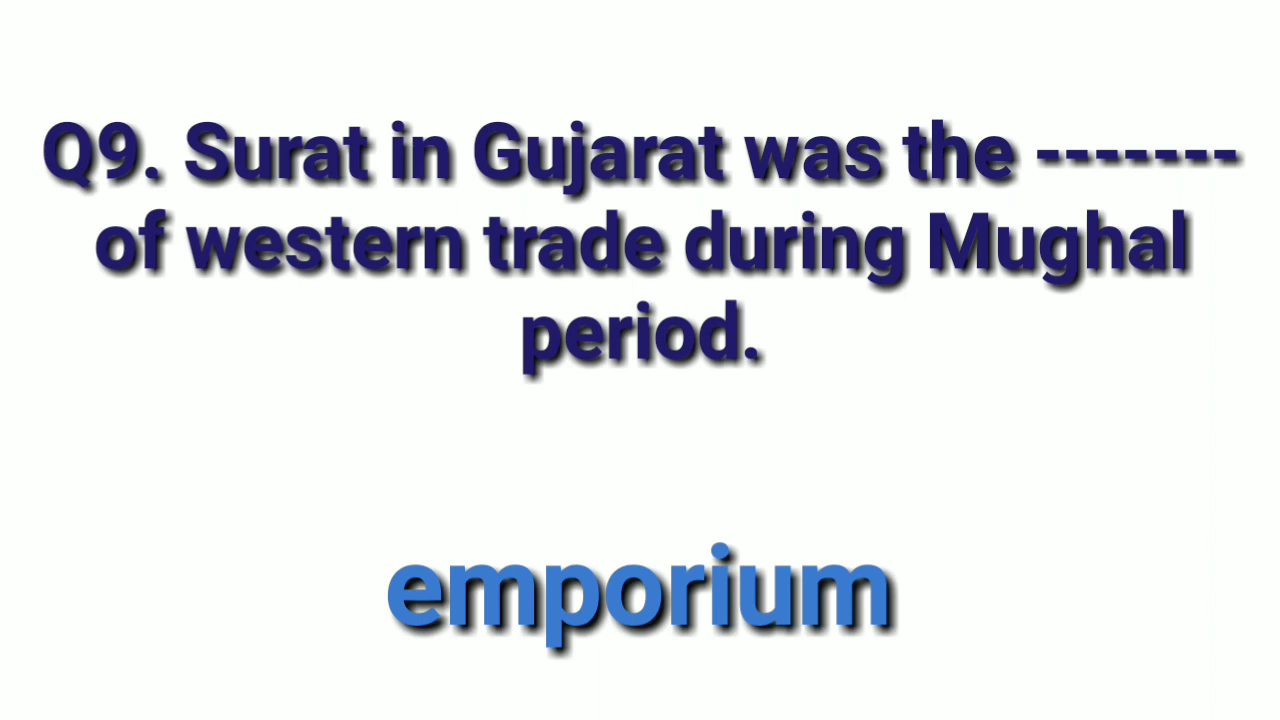 Q9. Surat in Gujarat was the -------
of western trade during Mughal
period.
emporium